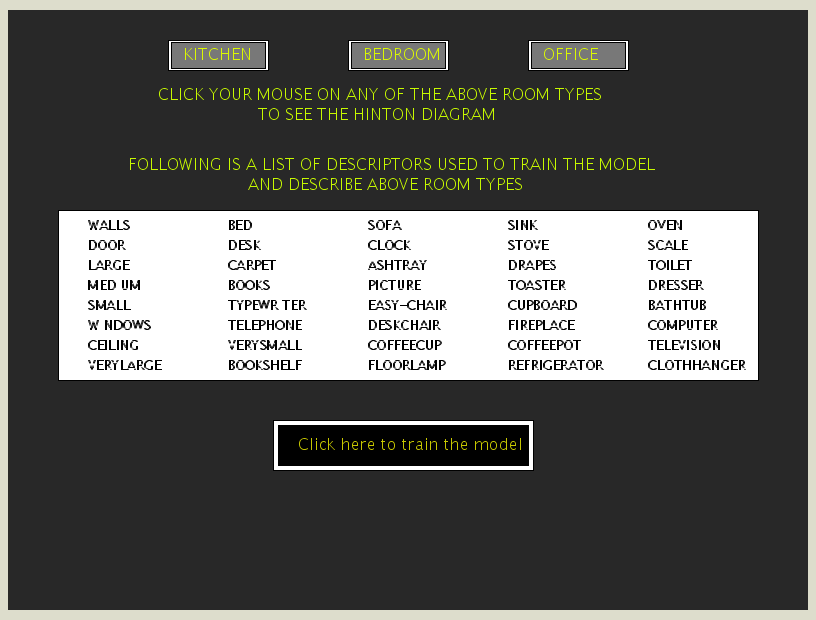 KITCHEN BEDROOM OFFICE
CLICK YOUR MOUSE ON ANY OF THE ABOVE ROOM TYPES
TO SEE THE HINTON DIAGRAM
FOLLOWING IS A LIST OF DESCRIPTORS USED TO TRAIN THE MODEL
AND DESCRIBE ABOVE ROOM TYPES
WALLS BED SOFA SINK OVEN
DOOR DESK CLOCK STOVE SCALE
LARGE CARPET ASHTRAY DRAPES TOILET
MED UM BOOKS PICTURE TOASTER DRESSER
SMALL TYPEWR TER EASY-CHAIR CUPBOARD BATHTUB
W NDOWS TELEPHONE DESKCHAIR FIREPLACE COMPUTER
CEILING VERYSMALL COFFEECUP COFFEEPOT TELEVISION
VERYLARGE BOOKSHELF FLOORLAMP REFRIGERATOR CLOTHHANGER
Click here to train the model